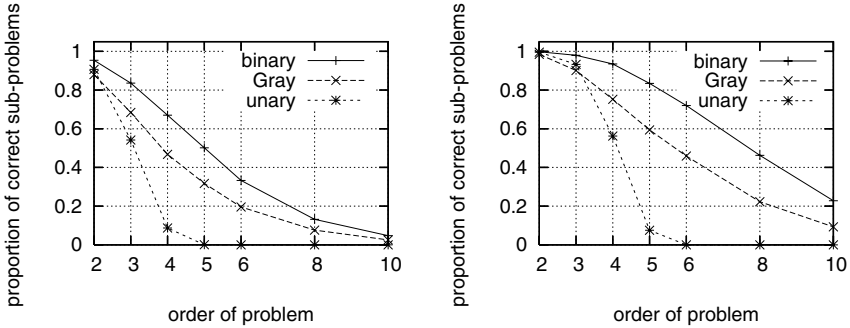 proportion of correct sub-problems
1
0.8
0.6
0.4
0.2
0
2 3 4 5 6 8 10
binary
Gray
unary
order of problem
proportion of correct sub-problems
1
0.8
0.6
0.4
0.2
0
2 3 4 5 6 8 10
binary
Gray
unary
order of problem